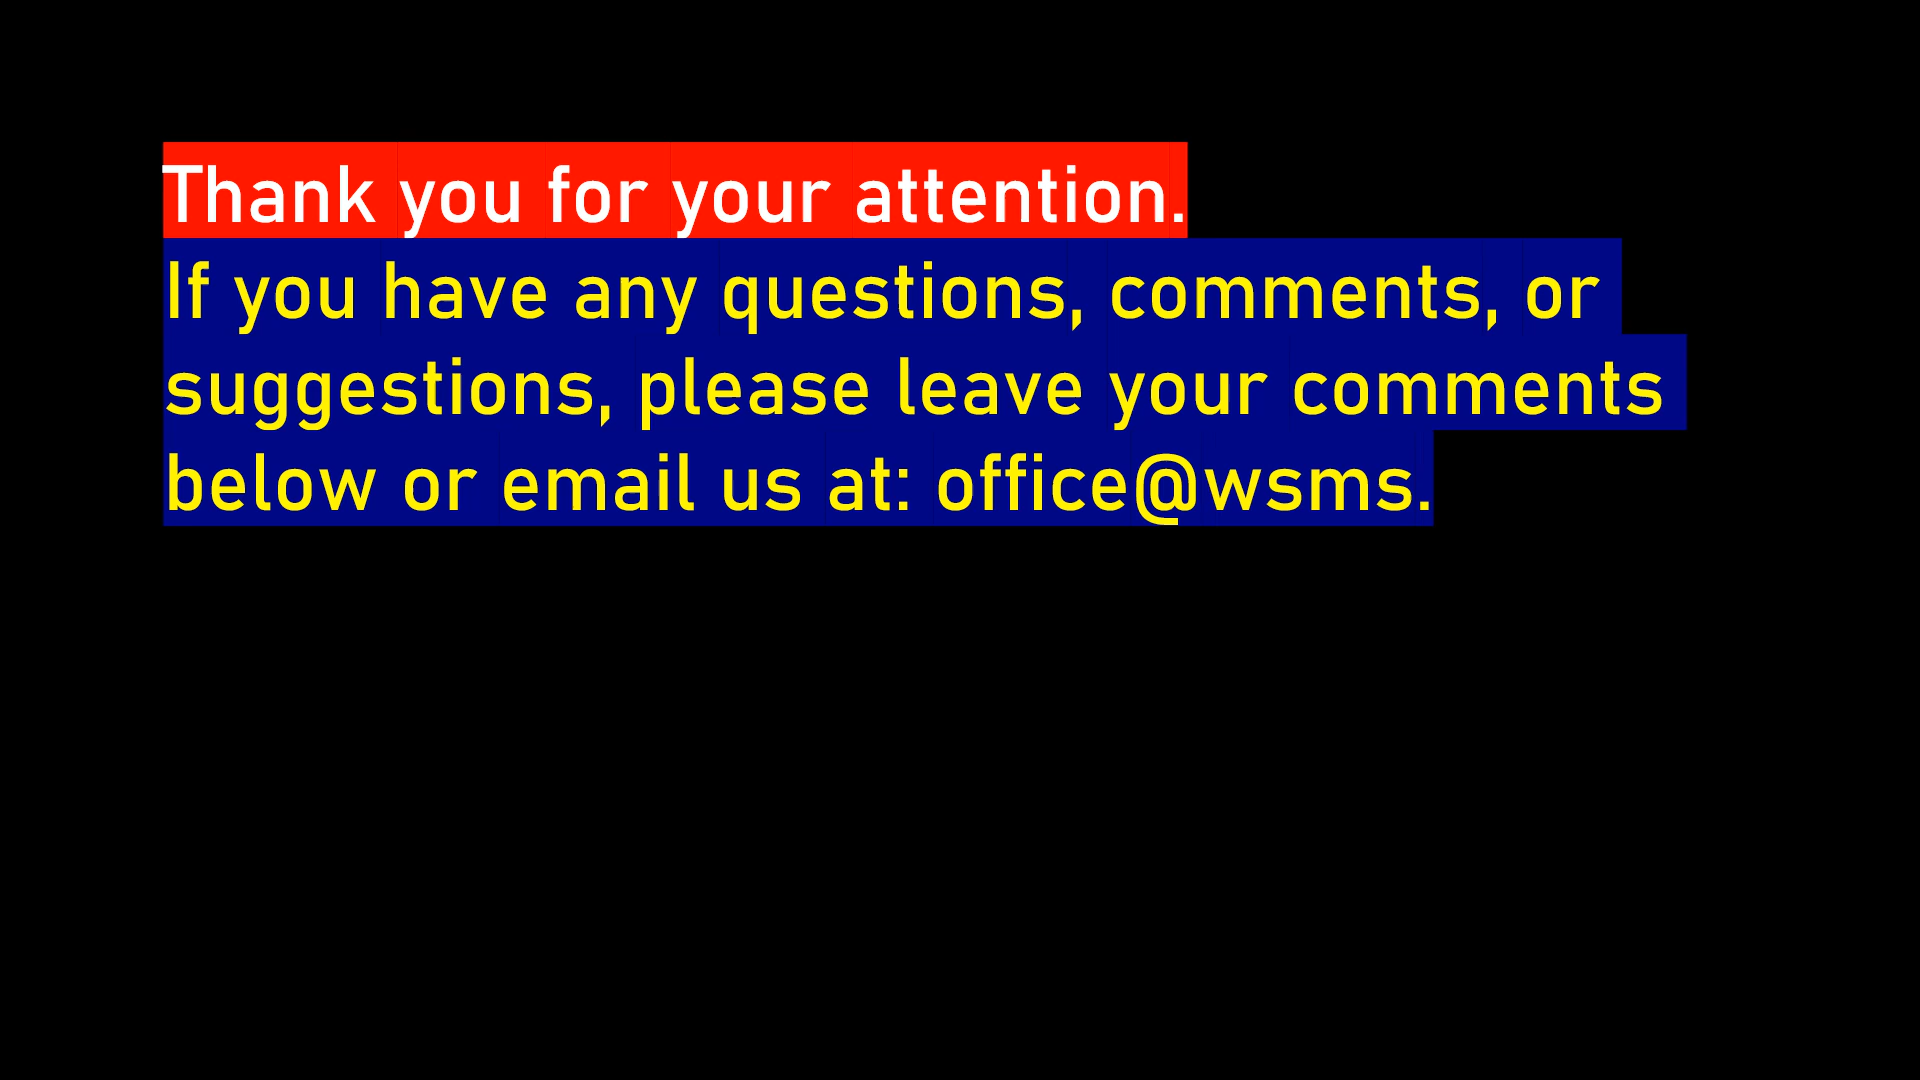 Thank you for your attention.
If you have any questions, comments, or
suggestions, please leave your comments
below or email us at: office@wsms.